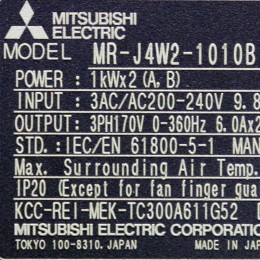 MITSUBISHI
ELECTRIC
MODEL MR-J4W2-1010B
POWER : 1kWx2 (A, B)
INPUT : 3AC/AC200-240V 9.8
OUTPUT: 3PH170V 0-360Hz 6.0Ax2
STD.: IEC/EN 61800-5-1 MAN
Max. Surrounding Air Temp.
IP20 (Except for fan finger gua
KCC-REI-MEK-TC300A611G52
MITSUBISHI ELECTRIC CORPORATION
TOKYO 100-8310, JAPAN MADE IN JAPAN